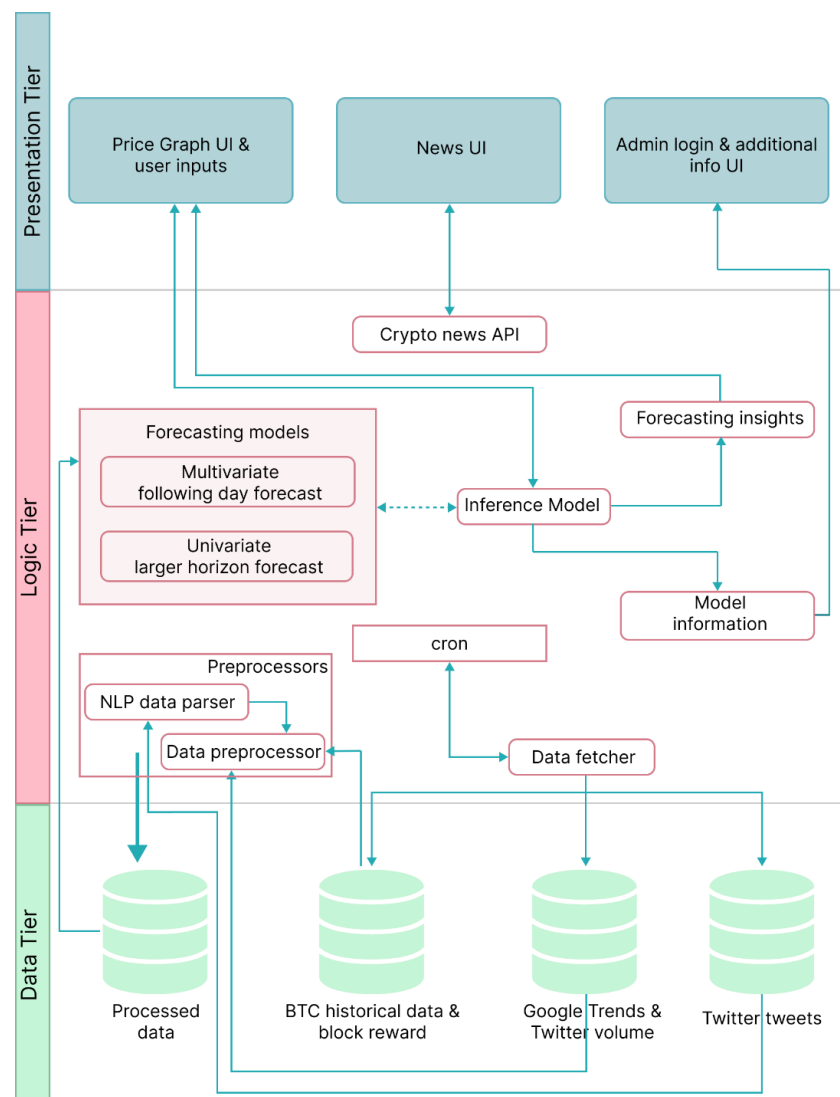 Presentation Tier
Price Graph UI &
user inputs
News UI
Admin login & additional
info UI
Logic Tier
Crypto news API
Forecasting insights
Forecasting models
Multivariate
following day forecast
Univariate
larger horizon forecast
Inference Model
Model
information
cron
Preprocessors
NLP data parser
Data preprocessor
Data fetcher
Data Tier
Processed
data
BTC historical data &
block reward
Google Trends &
Twitter volume
Twitter tweets